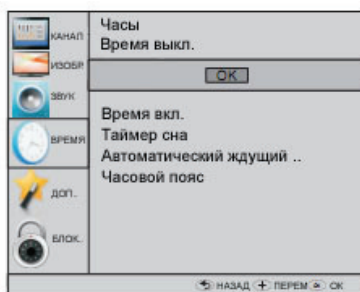 КАНАЛ
ИЗОБР.
ЗВУК
ВРЕМЯ
ДОП.
БЛОК.
Часы
Время выкл.
OK
Время вкл.
Таймер сна
Автоматический ждущий ..
Часовой пояс
НАЗАД ПЕРЕМ OK